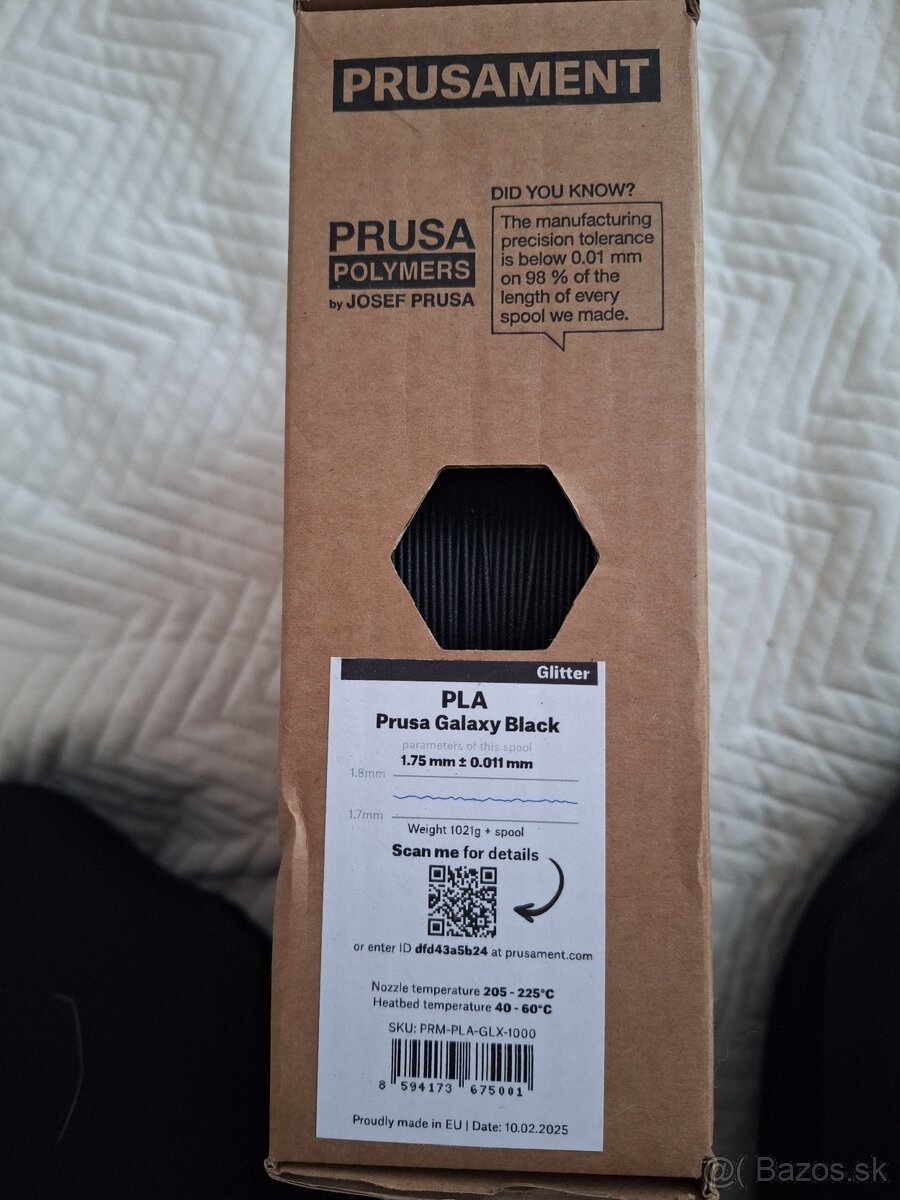 PRUSAMENT
DID YOU KNOW?
The manufacturing
precision tolerance
is below 0.01 mm
on 98 % of the
length of every
spool we made.
PRUSA
POLYMERS
by JOSEF PRUSA
Glitter
PLA
Prusa Galaxy Black
parameters of this spool
1.75 mm ± 0.011 mm
1.8mm
1.7mm
Weight 1021g + spool
Scan me for details
or enter ID dfd43a5b24 at prusament.com
Nozzle temperature 205 - 225°C
Heatbed temperature 40 - 60°C
SKU: PRM-PLA-GLX-1000
8 594173 675001
Proudly made in EU | Date: 10.02.2025
@( Bazos.sk